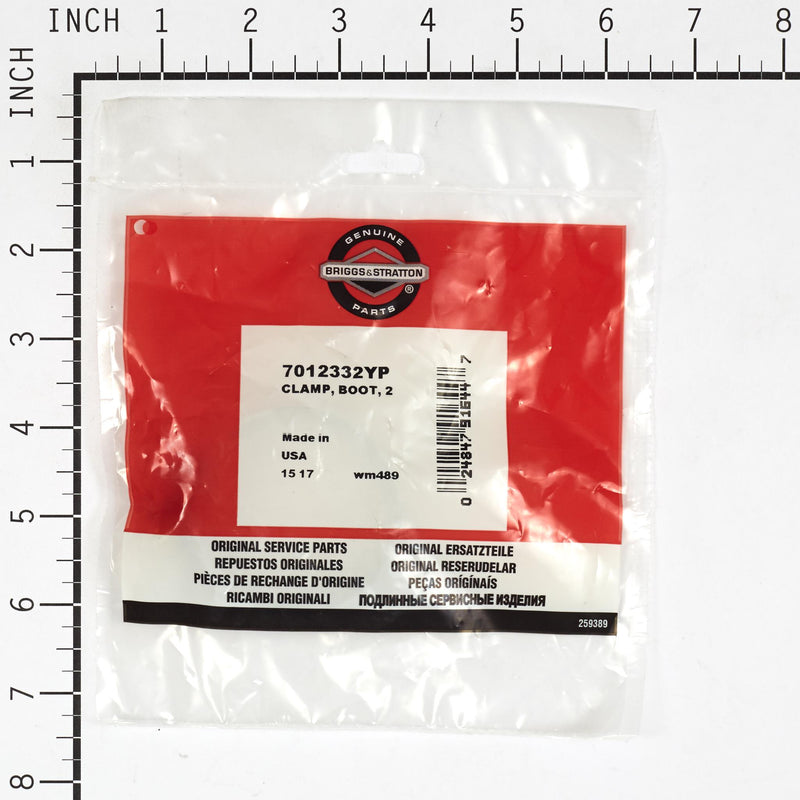 INCH 1 2 3 4 5 6 7 8
INCH
1
2
3
4
5
6
7
8
GENUINE
BRIGGS&STRATTON
®
PARTS
7012332YP
CLAMP, BOOT, 2
Made in
USA
15 17 wm489
0 24847 91644 7
ORIGINAL SERVICE PARTS ORIGINAL ERSATZTEILE
REPUESTOS ORIGINALES ORIGINAL RESERUDELAR
PIÈCES DE RECHANGE D'ORIGINE PEÇAS ORÍGÍNAÍS
RICAMBI ORIGINALI ПОДЛИННЫЕ СЕРВИСНЫЕ ИЗДЕЛИЯ
259389